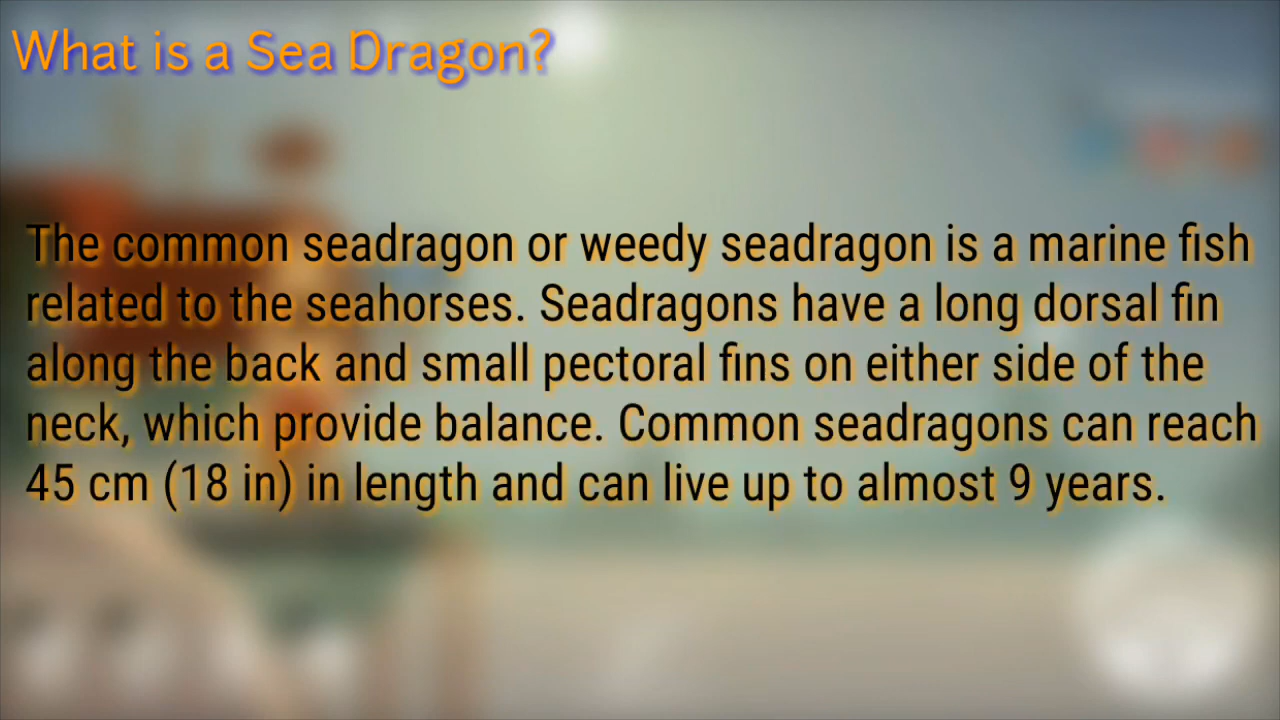 What is a Sea Dragon?
The common seadragon or weedy seadragon is a marine fish
related to the seahorses. Seadragons have a long dorsal fin
along the back and small pectoral fins on either side of the
neck, which provide balance. Common seadragons can reach
45 cm (18 in) in length and can live up to almost 9 years.